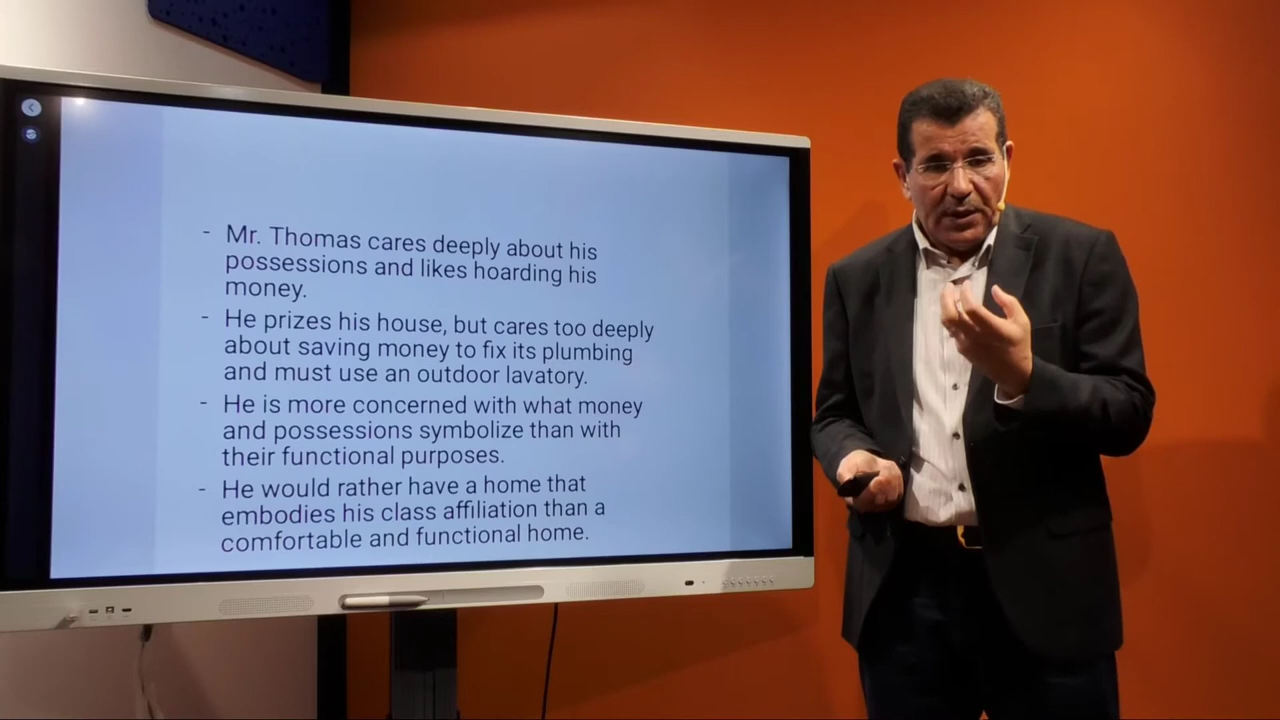 - Mr. Thomas cares deeply about his
possessions and likes hoarding his
money.
- He prizes his house, but cares too deeply
about saving money to fix its plumbing
and must use an outdoor lavatory.
- He is more concerned with what money
and possessions symbolize than with
their functional purposes.
- He would rather have a home that
embodies his class affiliation than a
comfortable and functional home.